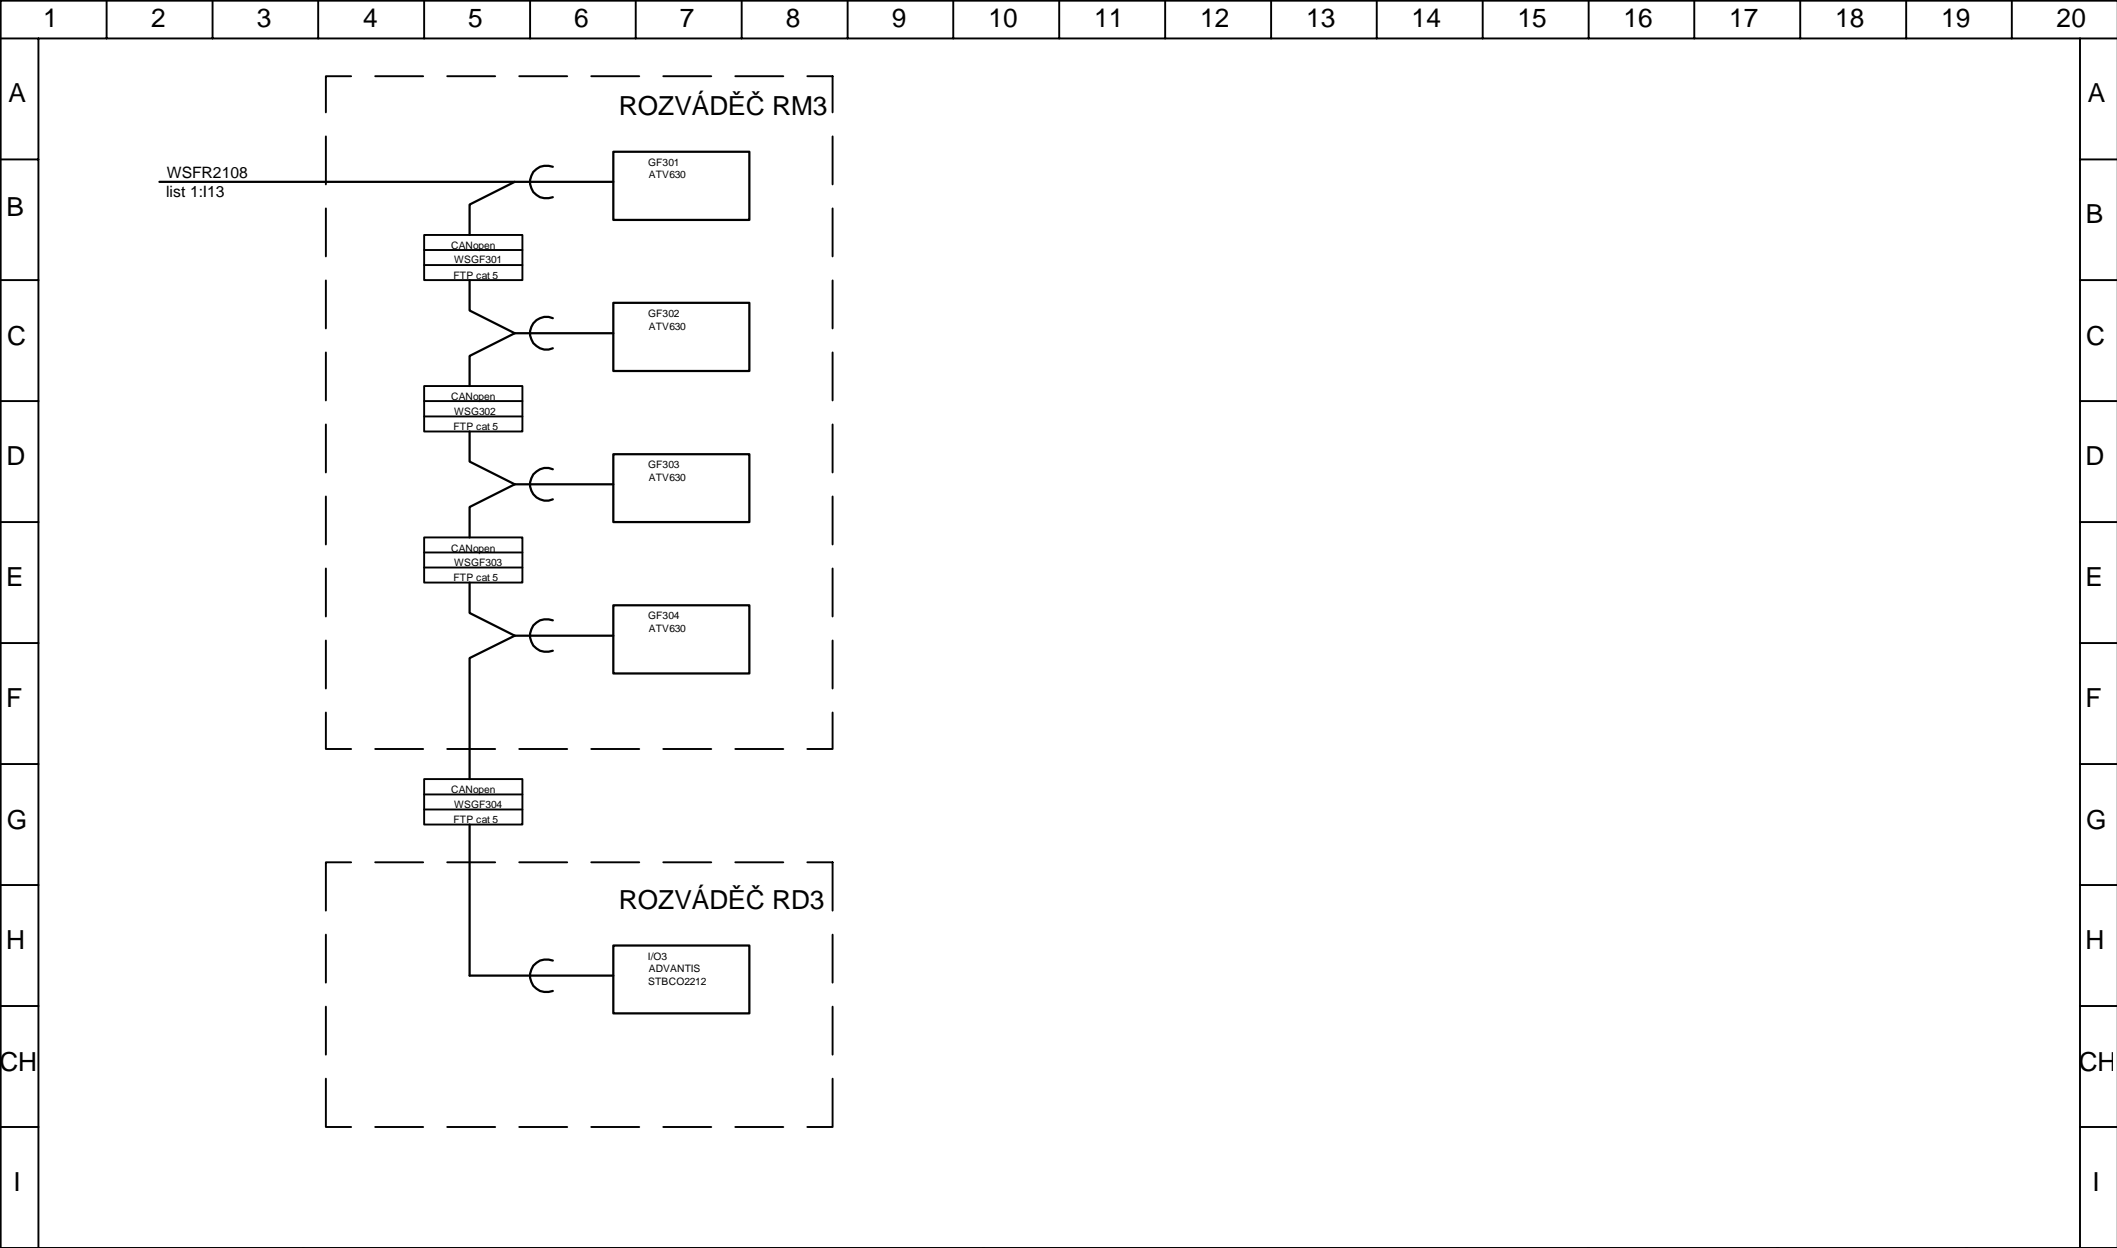 1 2 3 4 5 6 7 8 9 10 11 12 13 14 15 16 17 18 19 20
A A
ROZVÁDĚČ RM3
GF301
ATV630
WSFR2108
list 1:I13
B B
CANopen
WSGF301
FTP cat 5
GF302
ATV630
C C
CANopen
WSG302
FTP cat 5
D D
GF303
ATV630
CANopen
WSGF303
FTP cat 5
E E
GF304
ATV630
F F
CANopen
WSGF304
FTP cat 5
G G
ROZVÁDĚČ RD3
H H
I/O3
ADVANTIS
STBCO2212
CH CH
I I